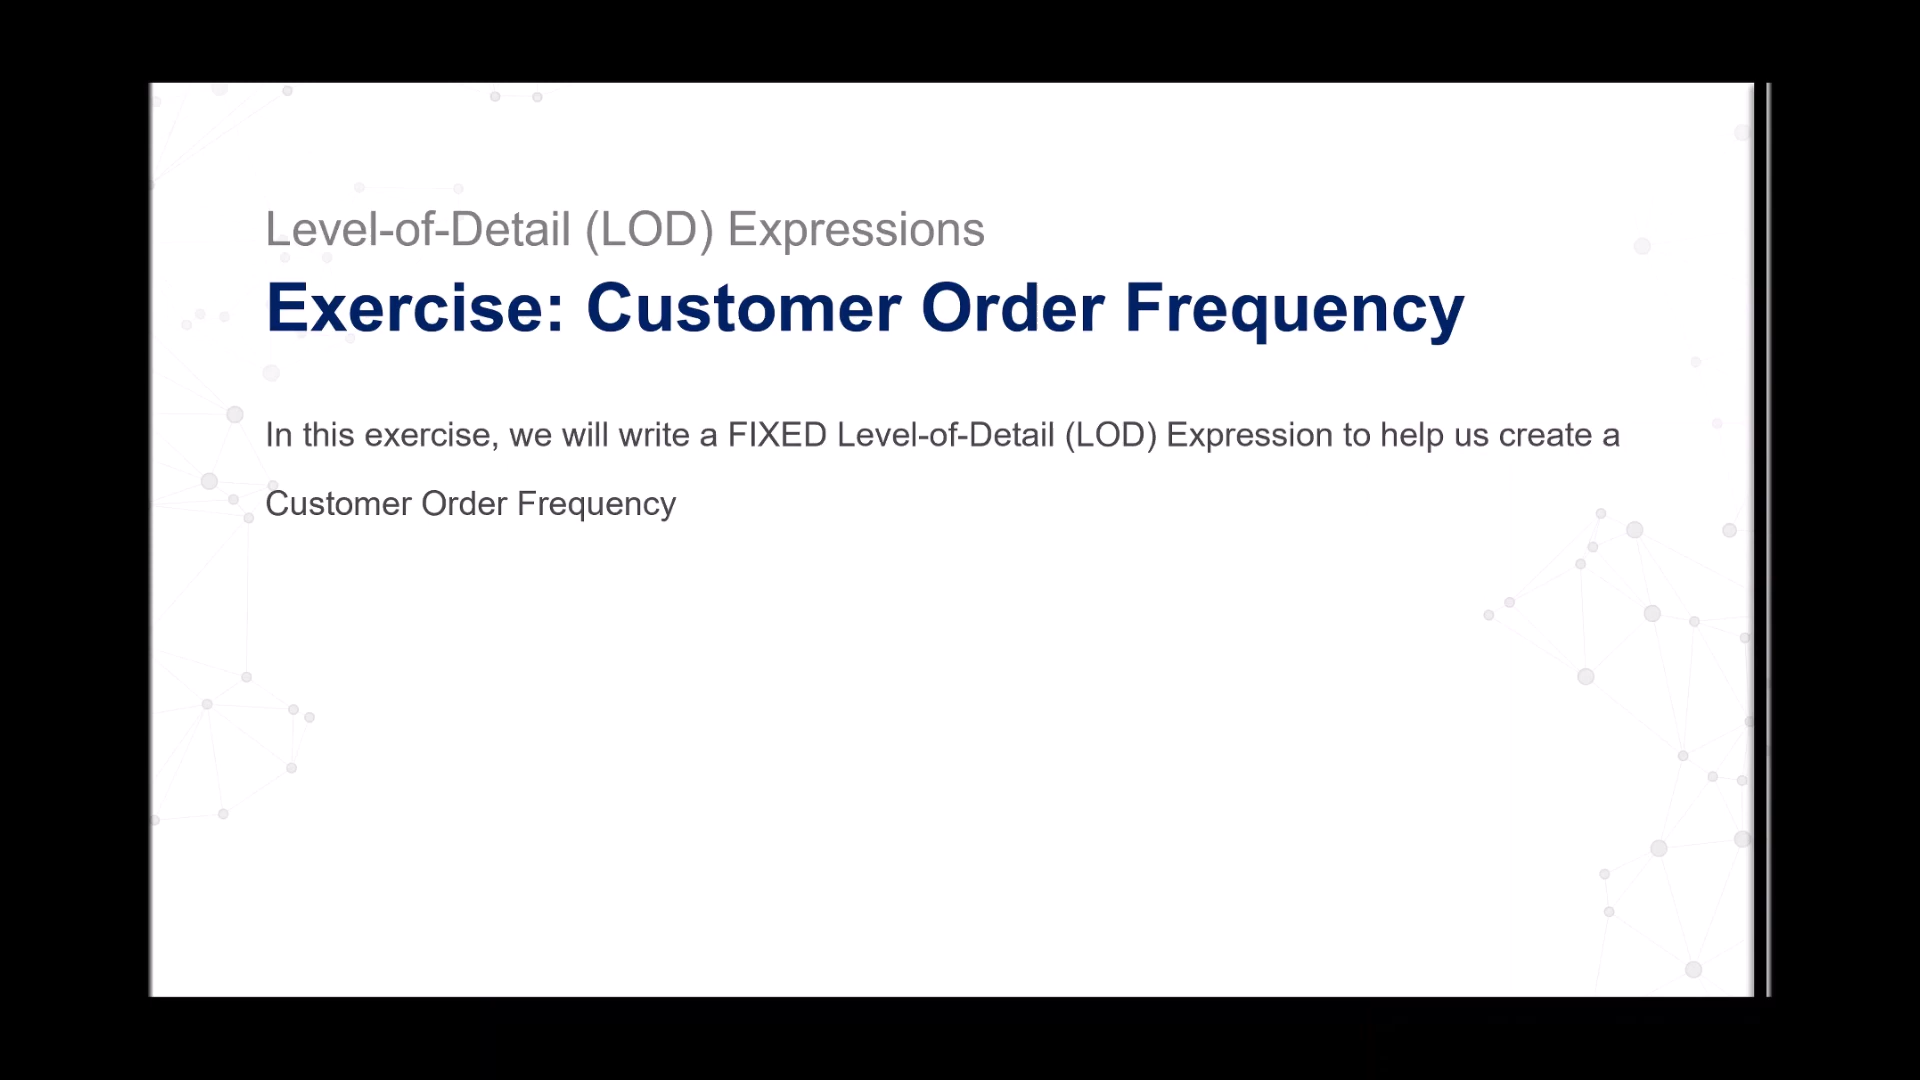 Level-of-Detail (LOD) Expressions
Exercise: Customer Order Frequency
In this exercise, we will write a FIXED Level-of-Detail (LOD) Expression to help us create a
Customer Order Frequency